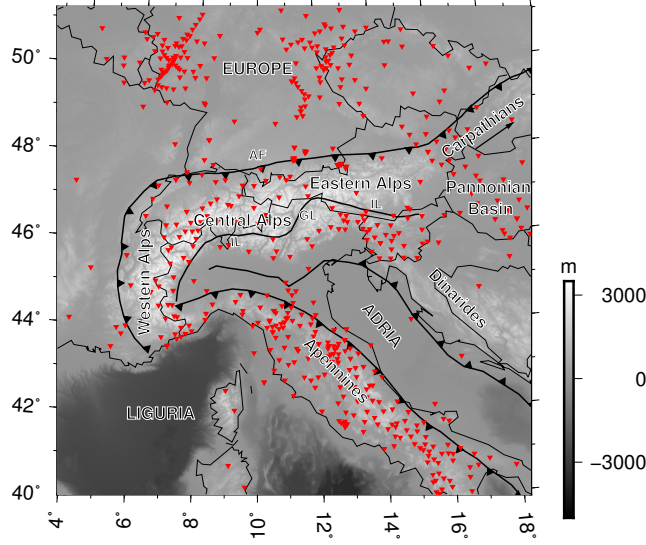 50°
EUROPE
48°
Carpathians
AF
Eastern Alps
Pannonian
Basin
IL
GL
Central Alps
46°
IL
Western Alps
m
Dinarides
3000
44°
ADRIA
Apennines
0
42°
LIGURIA
−3000
40°
4°
6°
8°
10°
12°
14°
16°
18°